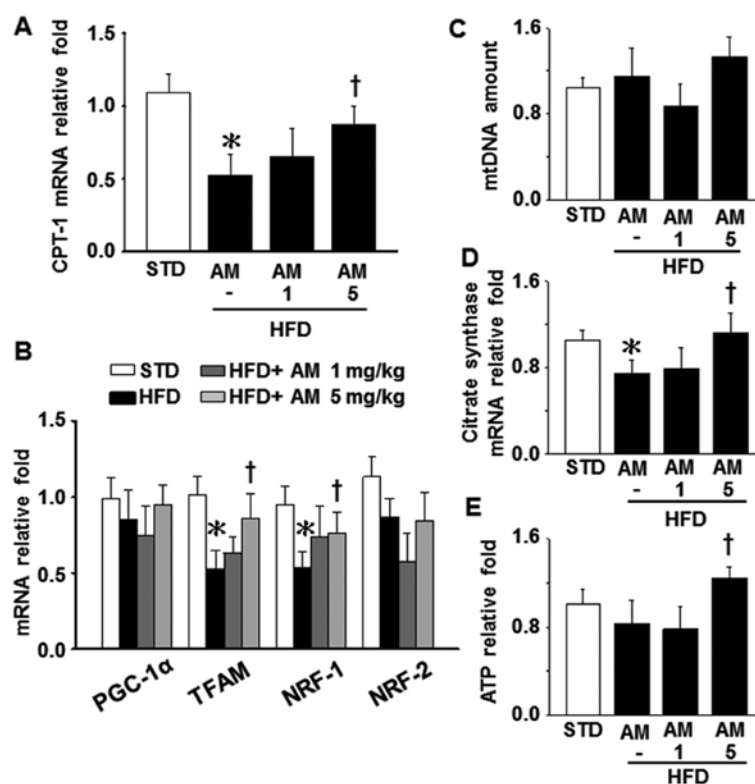 A
CPT-1 mRNA relative fold
1.5
1.0
0.5
0.0
*
†
STD
AM
AM
AM
-
1
5
HFD
B
STD
HFD+ AM 1 mg/kg
HFD
HFD+ AM 5 mg/kg
mRNA relative fold
1.5
1.0
0.5
0.0
*
†
*
†
PGC-1α
TFAM
NRF-1
NRF-2
C
mtDNA amount
1.6
0.8
0.0
STD
AM
AM
AM
-
1
5
HFD
D
Citrate synthase
mRNA relative fold
1.6
0.8
0.0
*
†
STD
AM
AM
AM
-
1
5
HFD
E
ATP relative fold
1.6
0.8
0.0
†
STD
AM
AM
AM
-
1
5
HFD